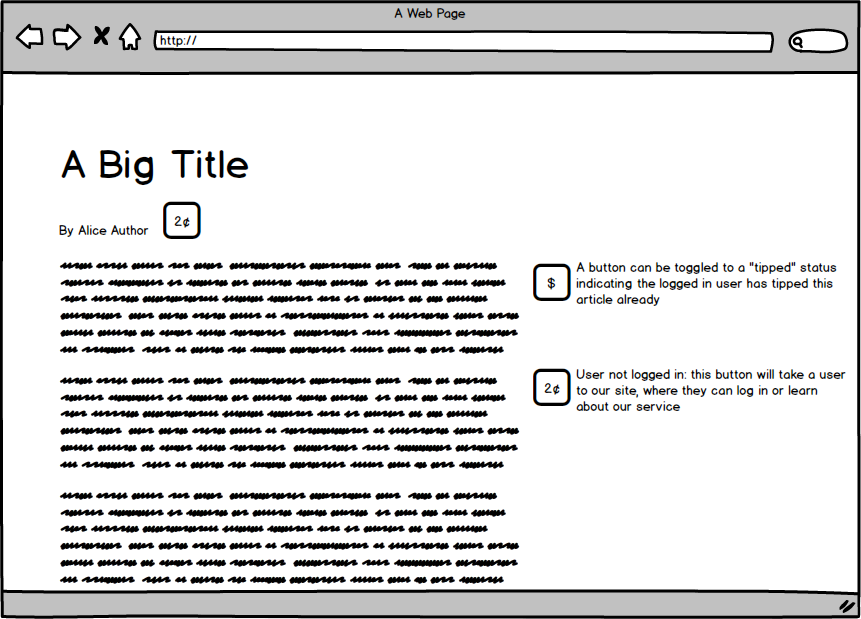 A Web Page
http://
A Big Title
By Alice Author
2¢
$
A button can be toggled to a "tipped" status
indicating the logged in user has tipped this
article already
2¢
User not logged in: this button will take a user
to our site, where they can log in or learn
about our service